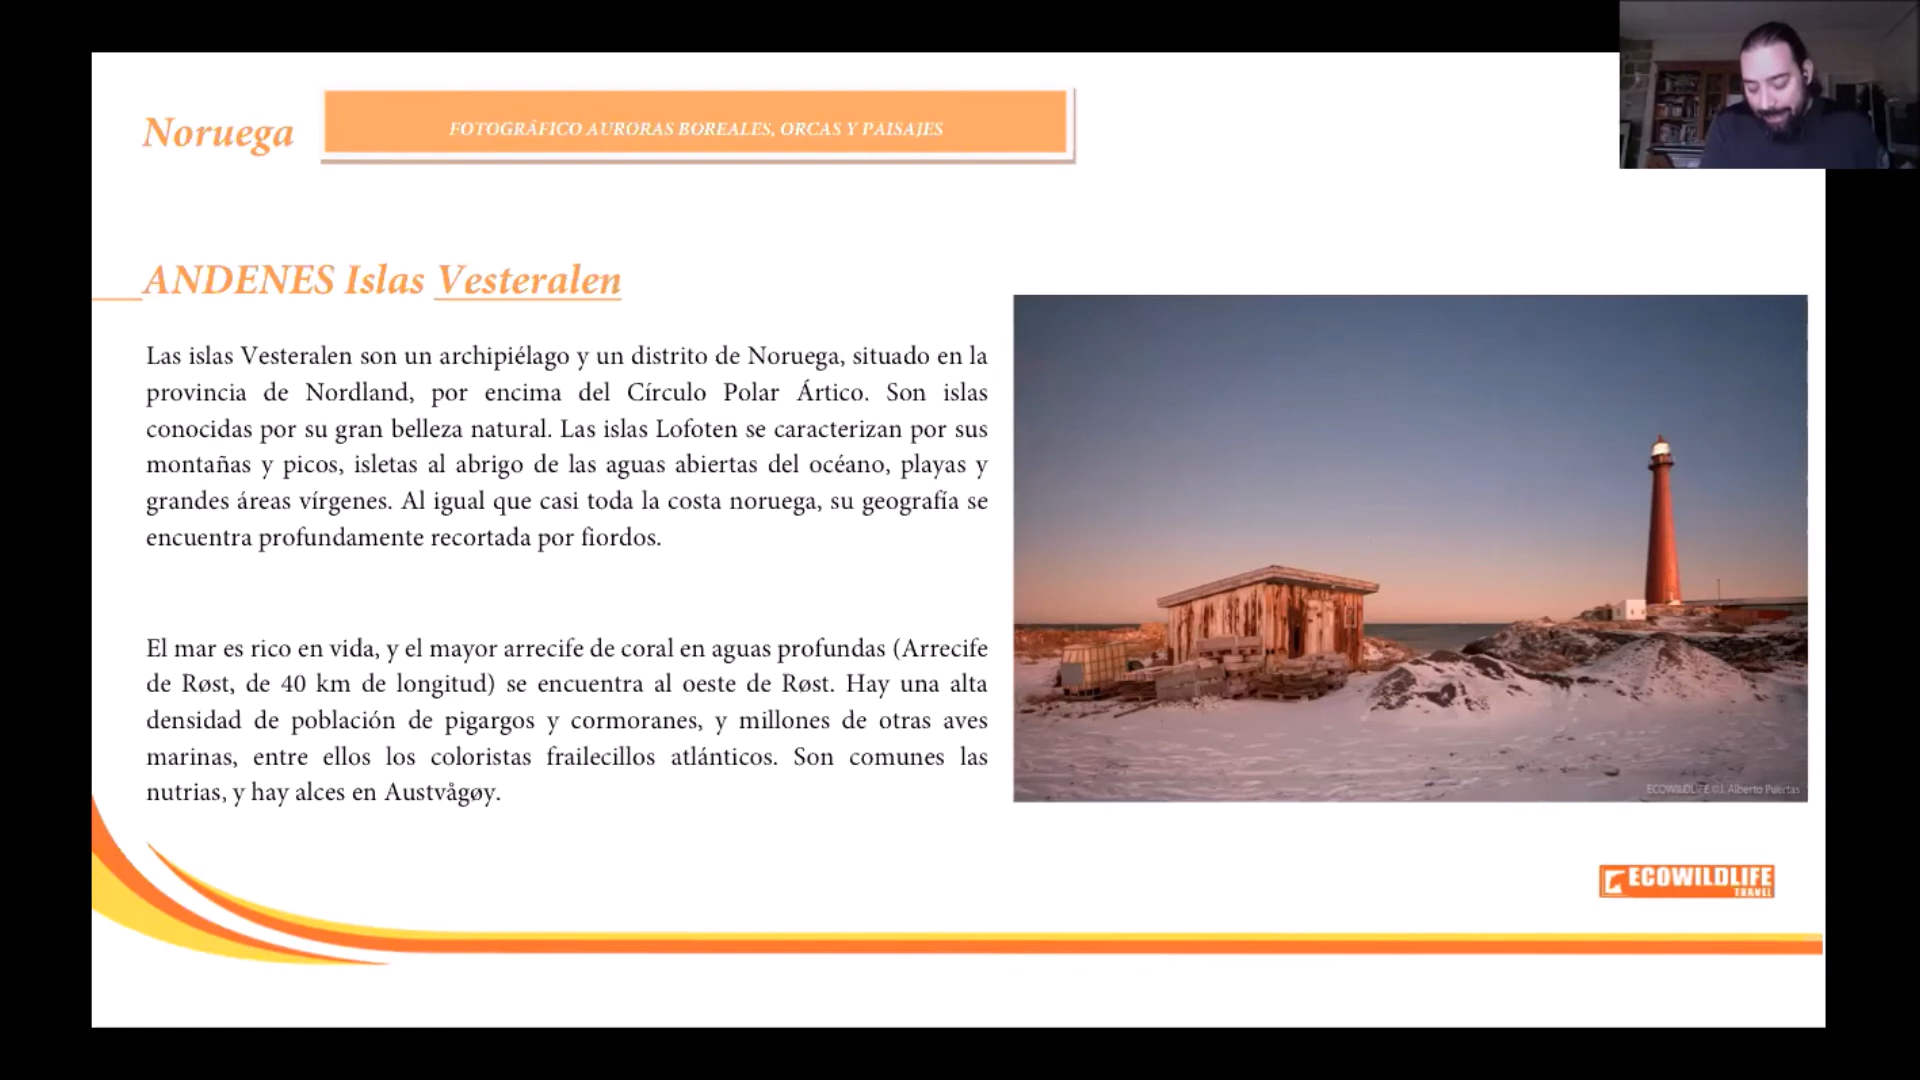 Noruega
FOTOGRÁFICO AURORAS BOREALES, ORCAS Y PAISAJES
ANDENES Islas Vesteralen
Las islas Vesteralen son un archipiélago y un distrito de Noruega, situado en la
provincia de Nordland, por encima del Círculo Polar Ártico. Son islas
conocidas por su gran belleza natural. Las islas Lofoten se caracterizan por sus
montañas y picos, isletas al abrigo de las aguas abiertas del océano, playas y
grandes áreas vírgenes. Al igual que casi toda la costa noruega, su geografía se
encuentra profundamente recortada por fiordos.
El mar es rico en vida, y el mayor arrecife de coral en aguas profundas (Arrecife
de Røst, de 40 km de longitud) se encuentra al oeste de Røst. Hay una alta
densidad de población de pigargos y cormoranes, y millones de otras aves
marinas, entre ellos los coloristas frailecillos atlánticos. Son comunes las
nutrias, y hay alces en Austvågøy.
ECOWILDLIFE ©J. Alberto Puertas
ECOWILDLIFE
TRAVEL